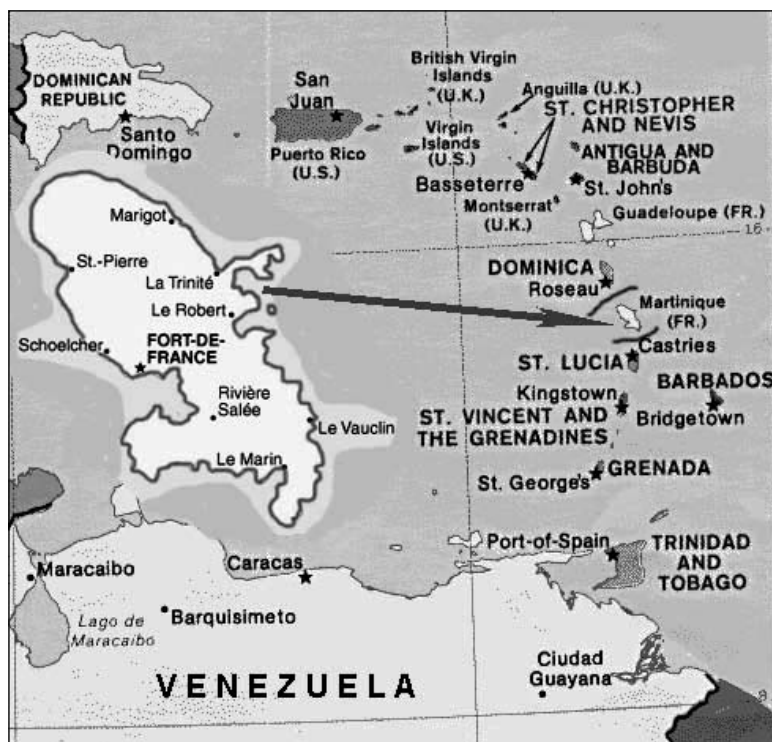 DOMINICAN
REPUBLIC
Santo
Domingo
San
Juan
Puerto Rico
(U.S.)
British Virgin
Islands
(U.K.)
Virgin
Islands
(U.S.)
Anguilla (U.K.)
ST. CHRISTOPHER
AND NEVIS
Basseterre
ANTIGUA AND
BARBUDA
St. John's
Montserrat
(U.K.)
Guadeloupe (FR.)
16
DOMINICA
Roseau
Martinique
(FR.)
Castries
ST. LUCIA
Kingstown
ST. VINCENT AND
THE GRENADINES
BARBADOS
Bridgetown
GRENADA
St. George's
Port-of-Spain
TRINIDAD
AND
TOBAGO
Marigot
St.-Pierre
La Trinité
Le Robert
FORT-DE-
FRANCE
Schoelcher
Rivière
Salée
Le Vauclin
Le Marin
Maracaibo
Lago de
Maracaibo
Caracas
Barquisimeto
VENEZUELA
Ciudad
Guayana
8